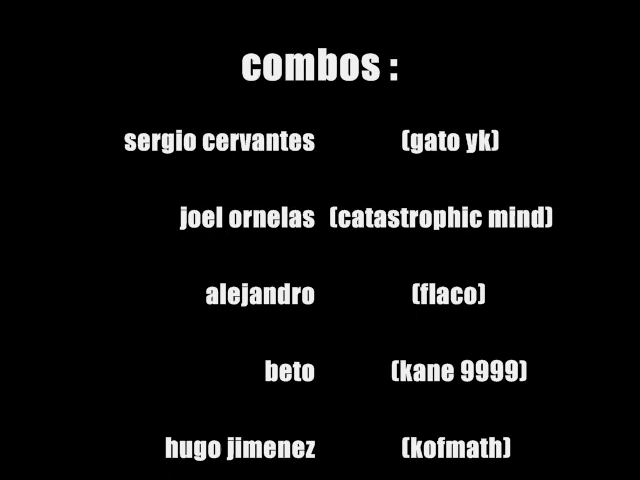 combos :
sergio cervantes (gato yk)
joel ornelas (catastrophic mind)
alejandro (flaco)
beto (kane 9999)
hugo jimenez (kofmath)